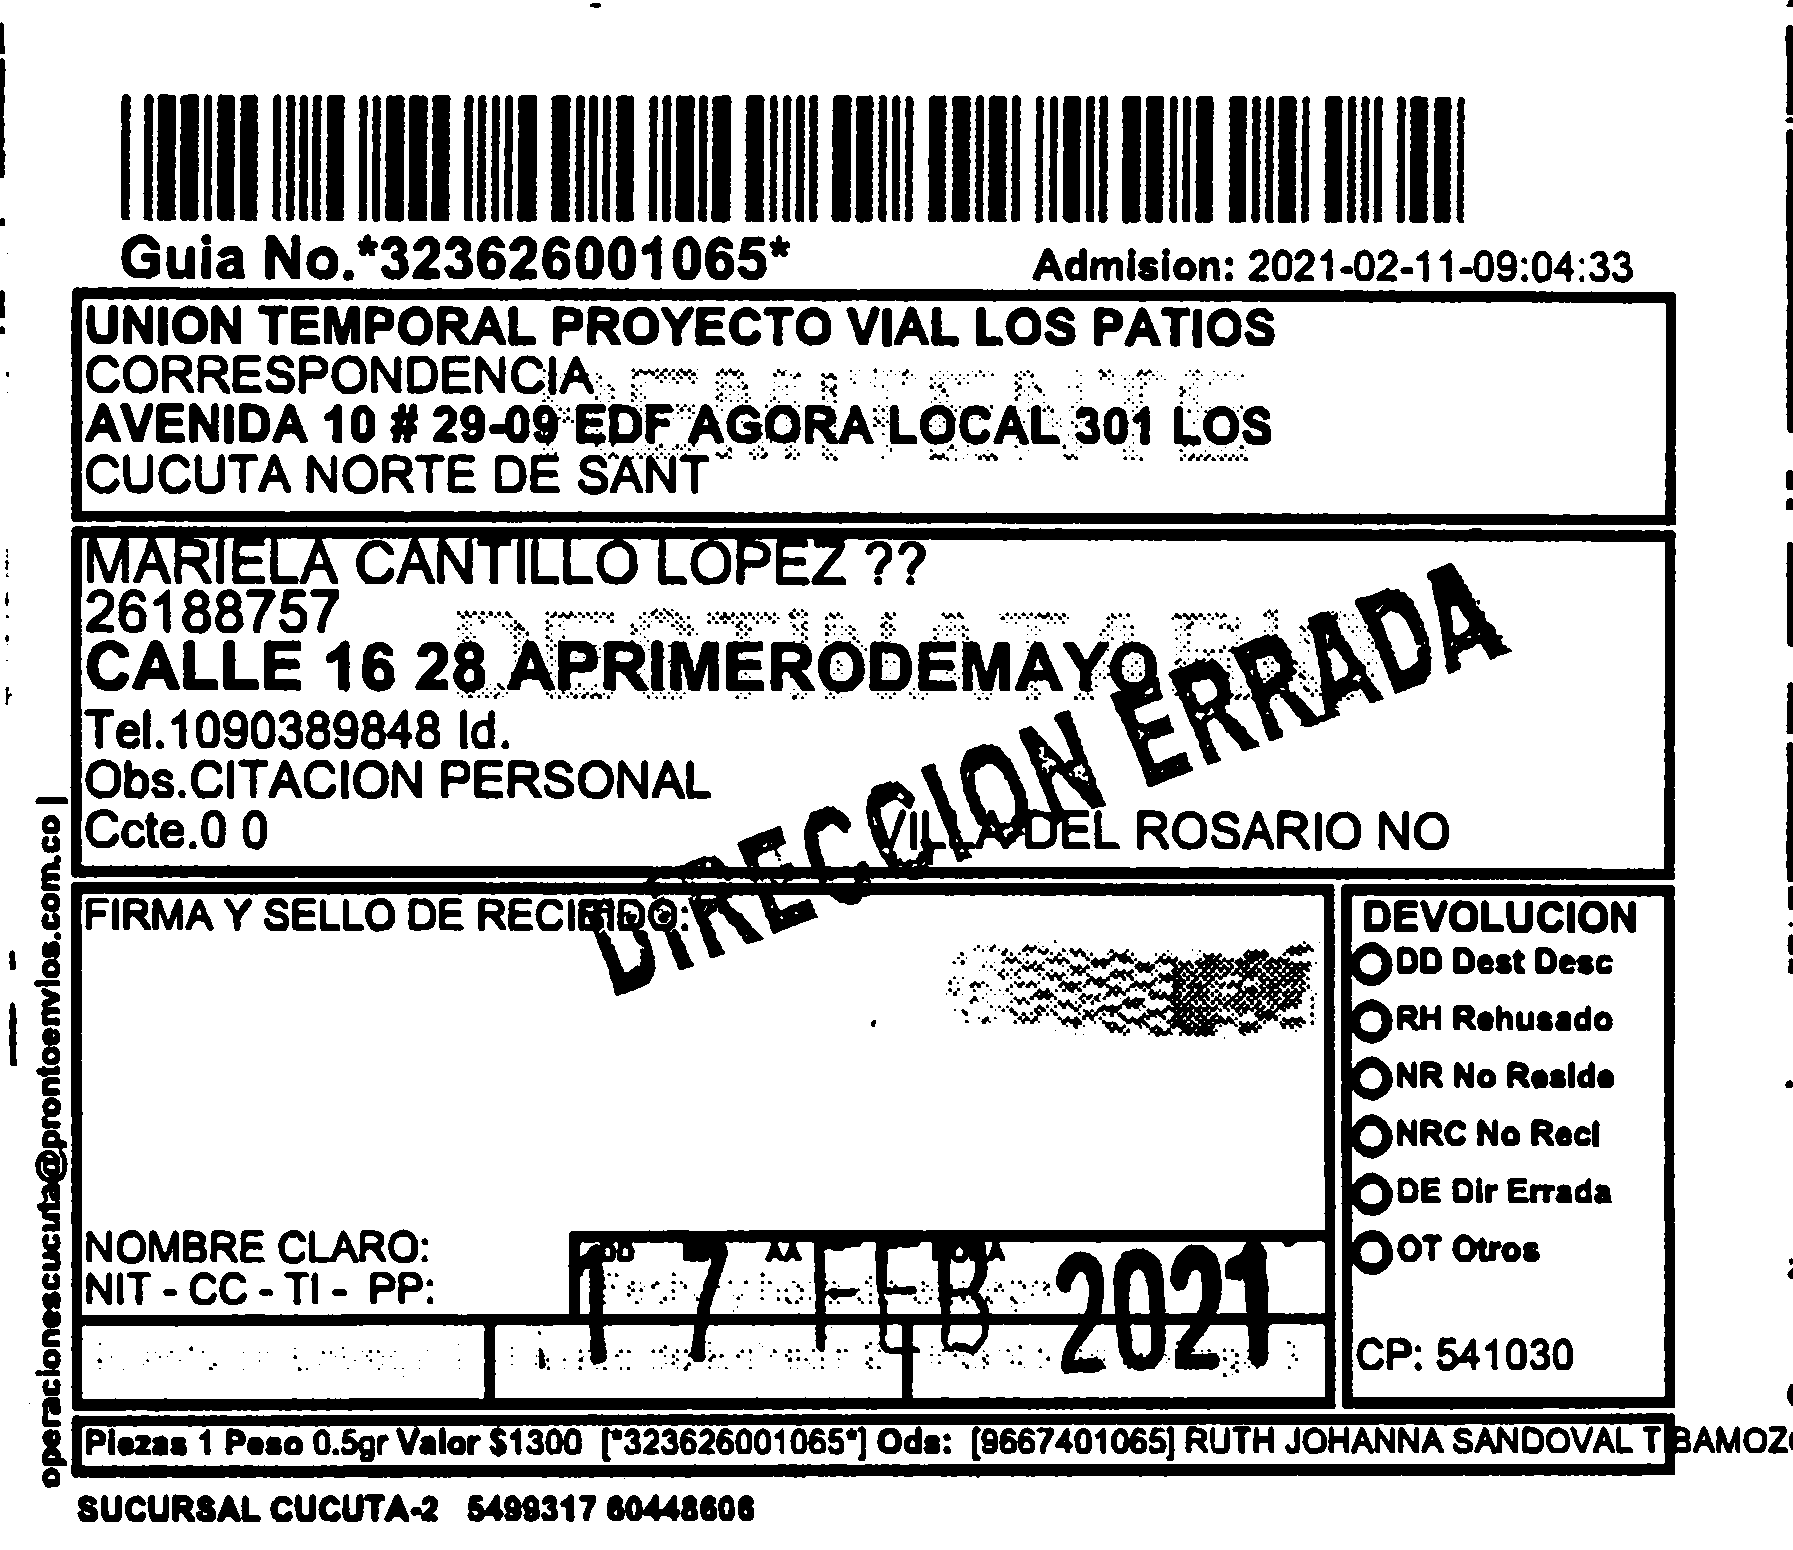 Guia No.*323626001065*
Admision: 2021-02-11-09:04:33
UNION TEMPORAL PROYECTO VIAL LOS PATIOS
CORRESPONDENCIA
REMITENTE
AVENIDA 10 # 29-09 EDF AGORA LOCAL 301 LOS
CUCUTA NORTE DE SANT
MARIELA CANTILLO LOPEZ ??
26188757
DESTINATARIO
CALLE 16 28 APRIMERODEMAYO
Tel.1090389848 Id.
Obs.CITACION PERSONAL
Ccte.0 0
VILLA DEL ROSARIO NO
DIRECCION ERRADA
FIRMA Y SELLO DE RECIBIDO:
DEVOLUCION
DD Dest Desc
RH Rehusado
NR No Reside
NRC No Reci
DE Dir Errada
OT Otros
NOMBRE CLARO:
NIT - CC - TI - PP:
DD AA
17 FEB 2021
CP: 541030
Piezas 1 Peso 0.5gr Valor $1300 [*323626001065*] Ods: [9667401065] RUTH JOHANNA SANDOVAL TIBAMOZ
SUCURSAL CUCUTA-2 5499317 60448606
operacionescucuta@prontoenvios.com.co |